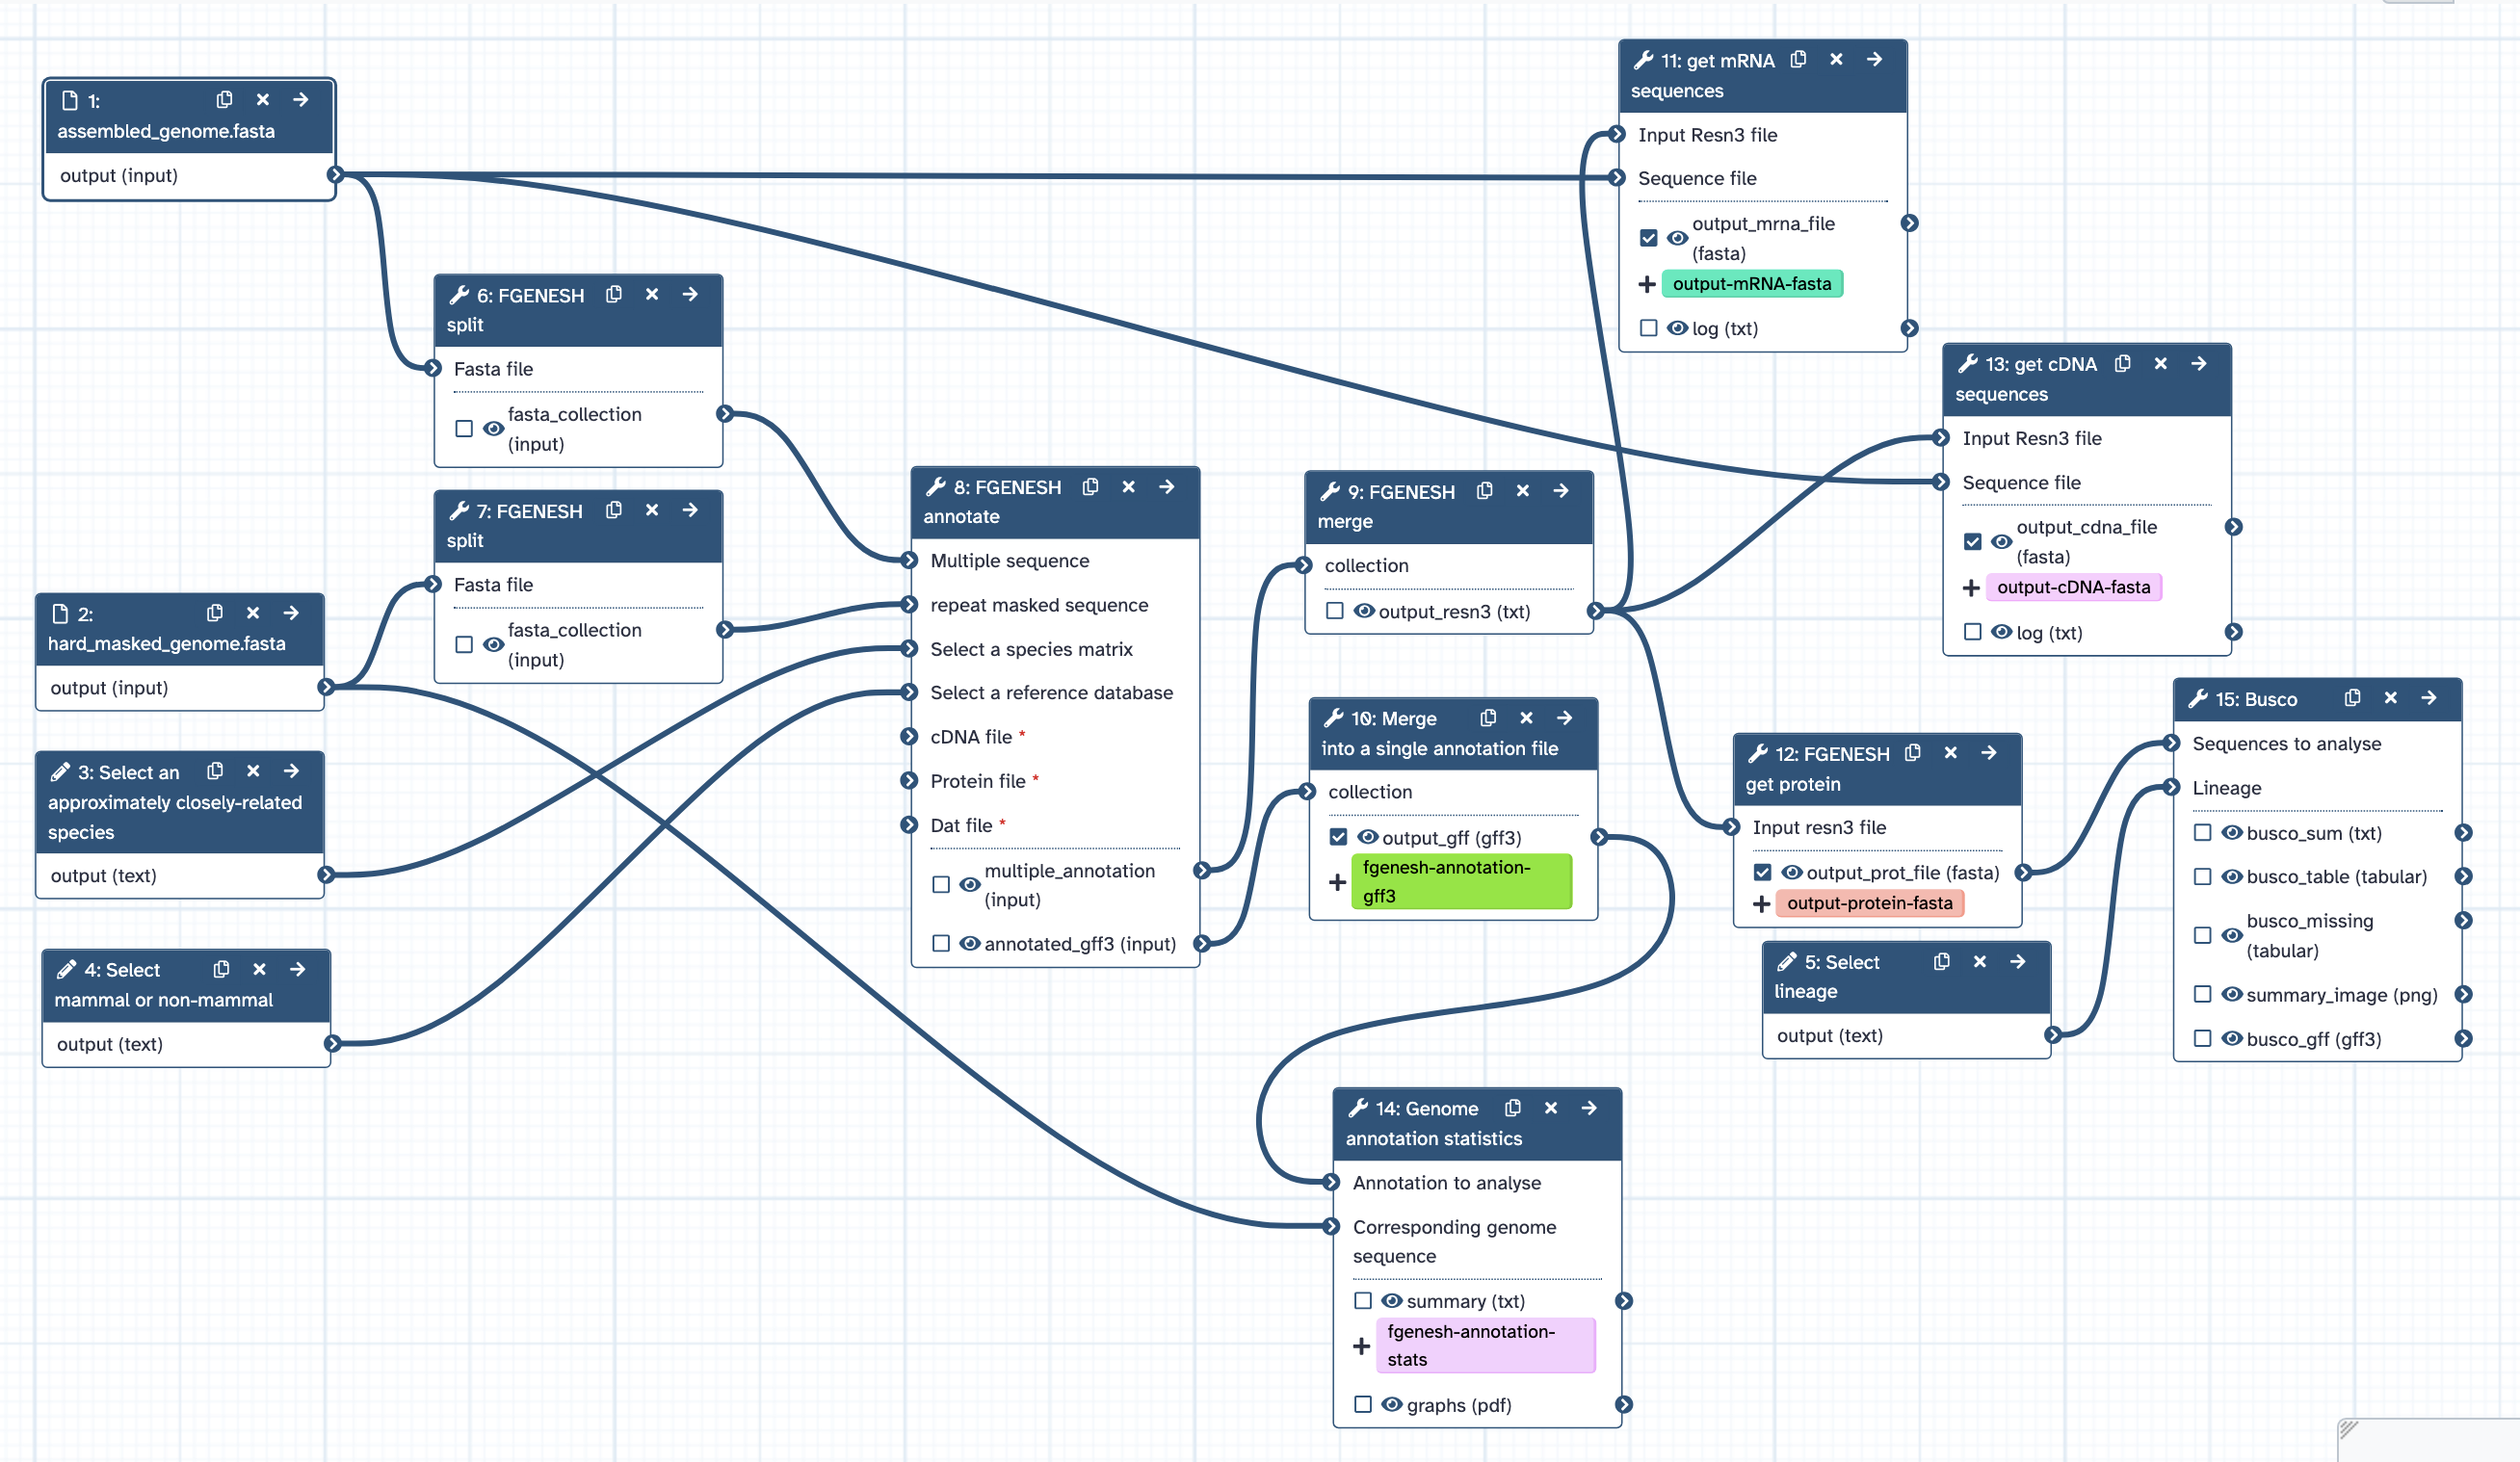 1:
assembled_genome.fasta
output (input)
2:
hard_masked_genome.fasta
output (input)
3: Select an
approximately closely-related
species
output (text)
4: Select
mammal or non-mammal
output (text)
6: FGENESH
split
Fasta file
fasta_collection
(input)
7: FGENESH
split
Fasta file
fasta_collection
(input)
8: FGENESH
annotate
Multiple sequence
repeat masked sequence
Select a species matrix
Select a reference database
cDNA file *
Protein file *
Dat file *
multiple_annotation
(input)
annotated_gff3 (input)
9: FGENESH
merge
collection
output_resn3 (txt)
10: Merge
into a single annotation file
collection
output_gff (gff3)
fgenesh-annotation-
gff3
11: get mRNA
sequences
Input Resn3 file
Sequence file
output_mrna_file
(fasta)
output-mRNA-fasta
log (txt)
13: get cDNA
sequences
Input Resn3 file
Sequence file
output_cdna_file
(fasta)
output-cDNA-fasta
log (txt)
12: FGENESH
get protein
Input resn3 file
output_prot_file (fasta)
output-protein-fasta
5: Select
lineage
output (text)
15: Busco
Sequences to analyse
Lineage
busco_sum (txt)
busco_table (tabular)
busco_missing
(tabular)
summary_image (png)
busco_gff (gff3)
14: Genome
annotation statistics
Annotation to analyse
Corresponding genome
sequence
summary (txt)
fgenesh-annotation-
stats
graphs (pdf)